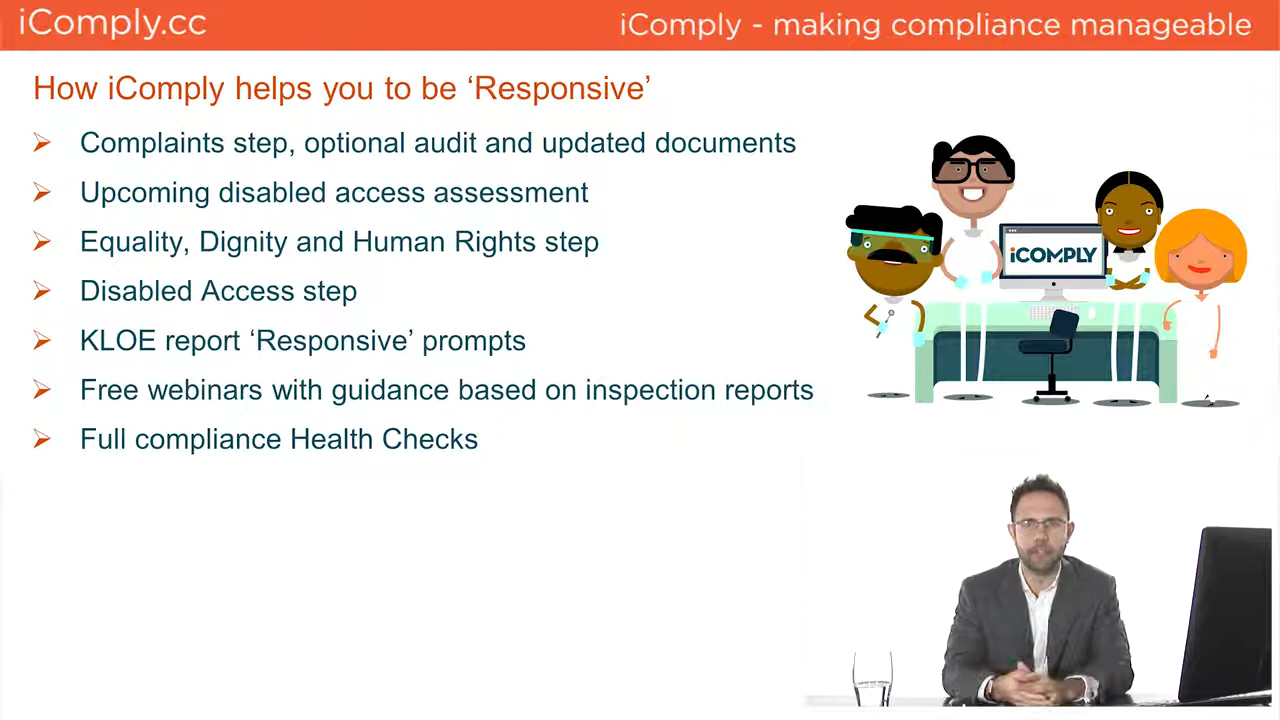 iComply.cc
iComply - making compliance manageable
How iComply helps you to be ‘Responsive’
Complaints step, optional audit and updated documents
Upcoming disabled access assessment
Equality, Dignity and Human Rights step
Disabled Access step
KLOE report ‘Responsive’ prompts
Free webinars with guidance based on inspection reports
Full compliance Health Checks
iCOMPLY